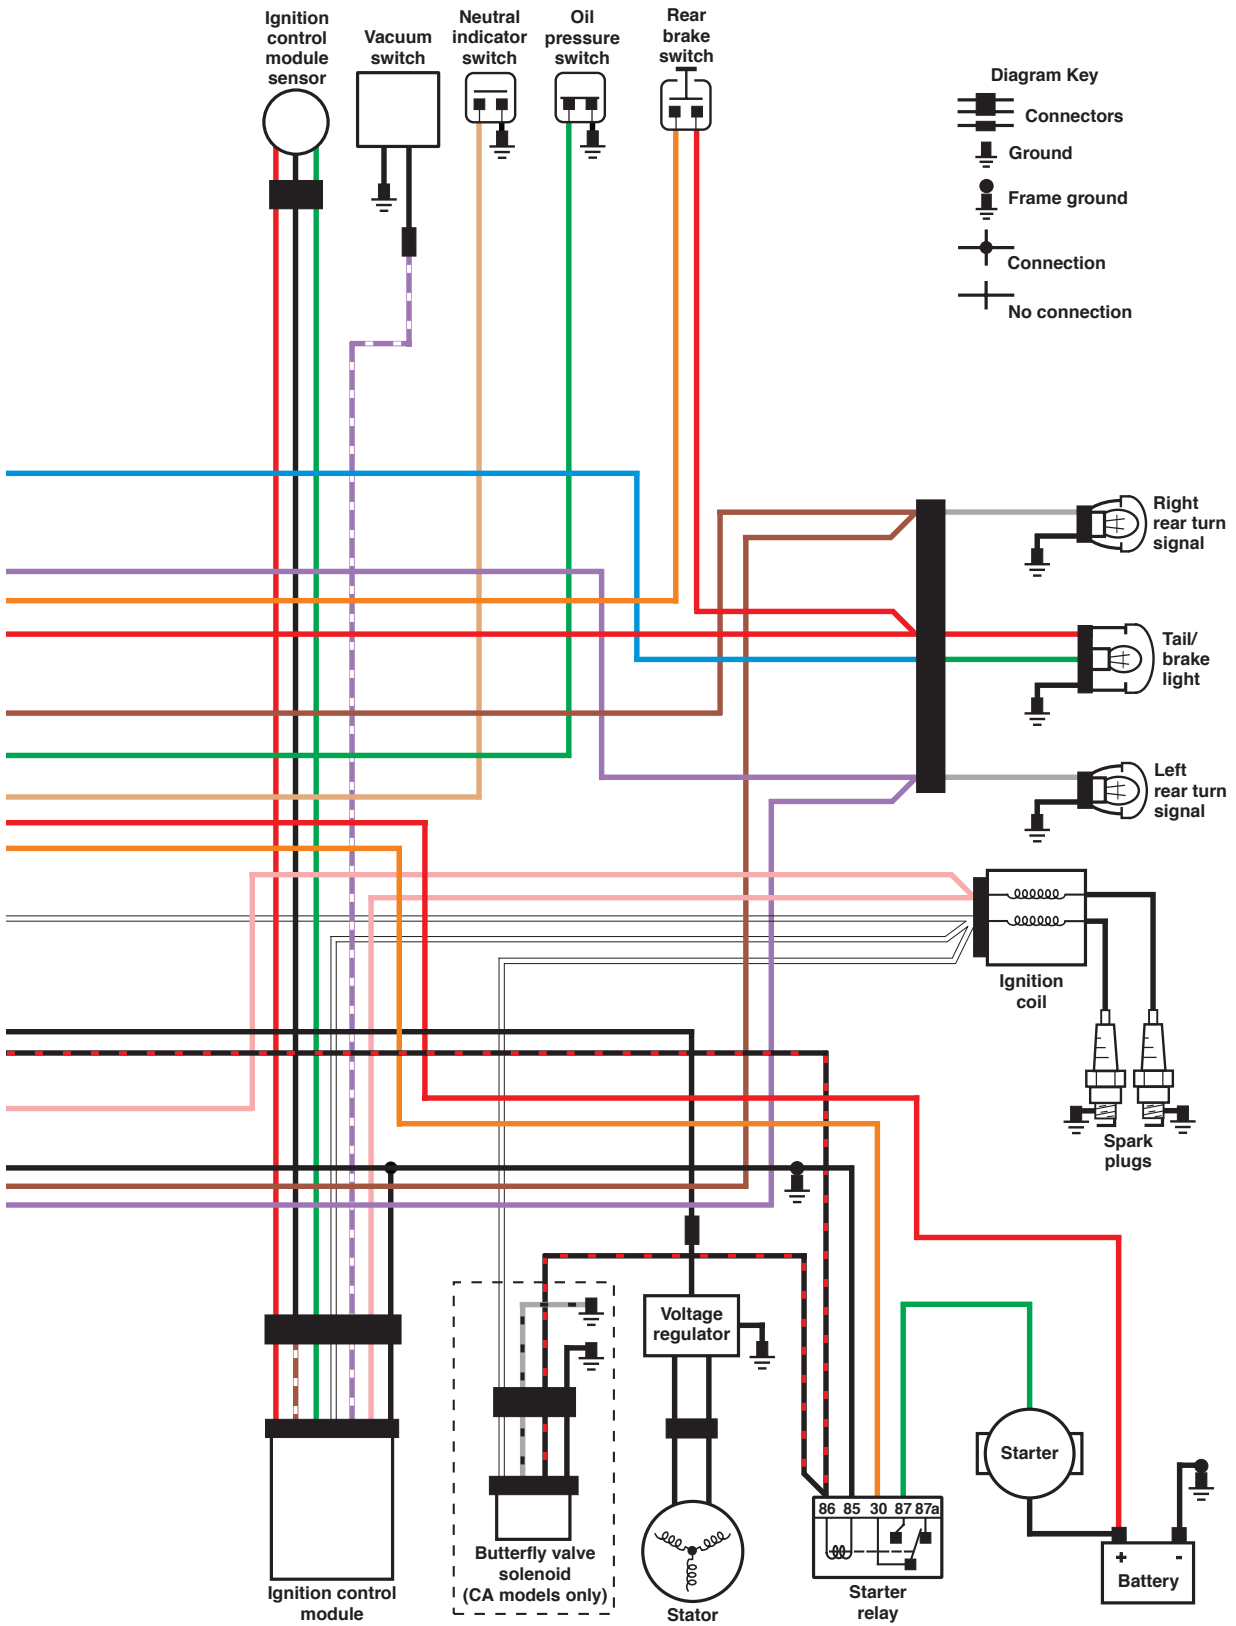 Ignition
control
module
sensor
Vacuum
switch
Neutral
indicator
switch
Oil
pressure
switch
Rear
brake
switch
Diagram Key
Connectors
Ground
Frame ground
Connection
No connection
Right
rear turn
signal
Tail/
brake
light
Left
rear turn
signal
Ignition
coil
Spark
plugs
Voltage
regulator
Starter
86 85 30 87 87a
+ -
Battery
Butterfly valve
solenoid
(CA models only)
Ignition control
module
Stator
Starter
relay